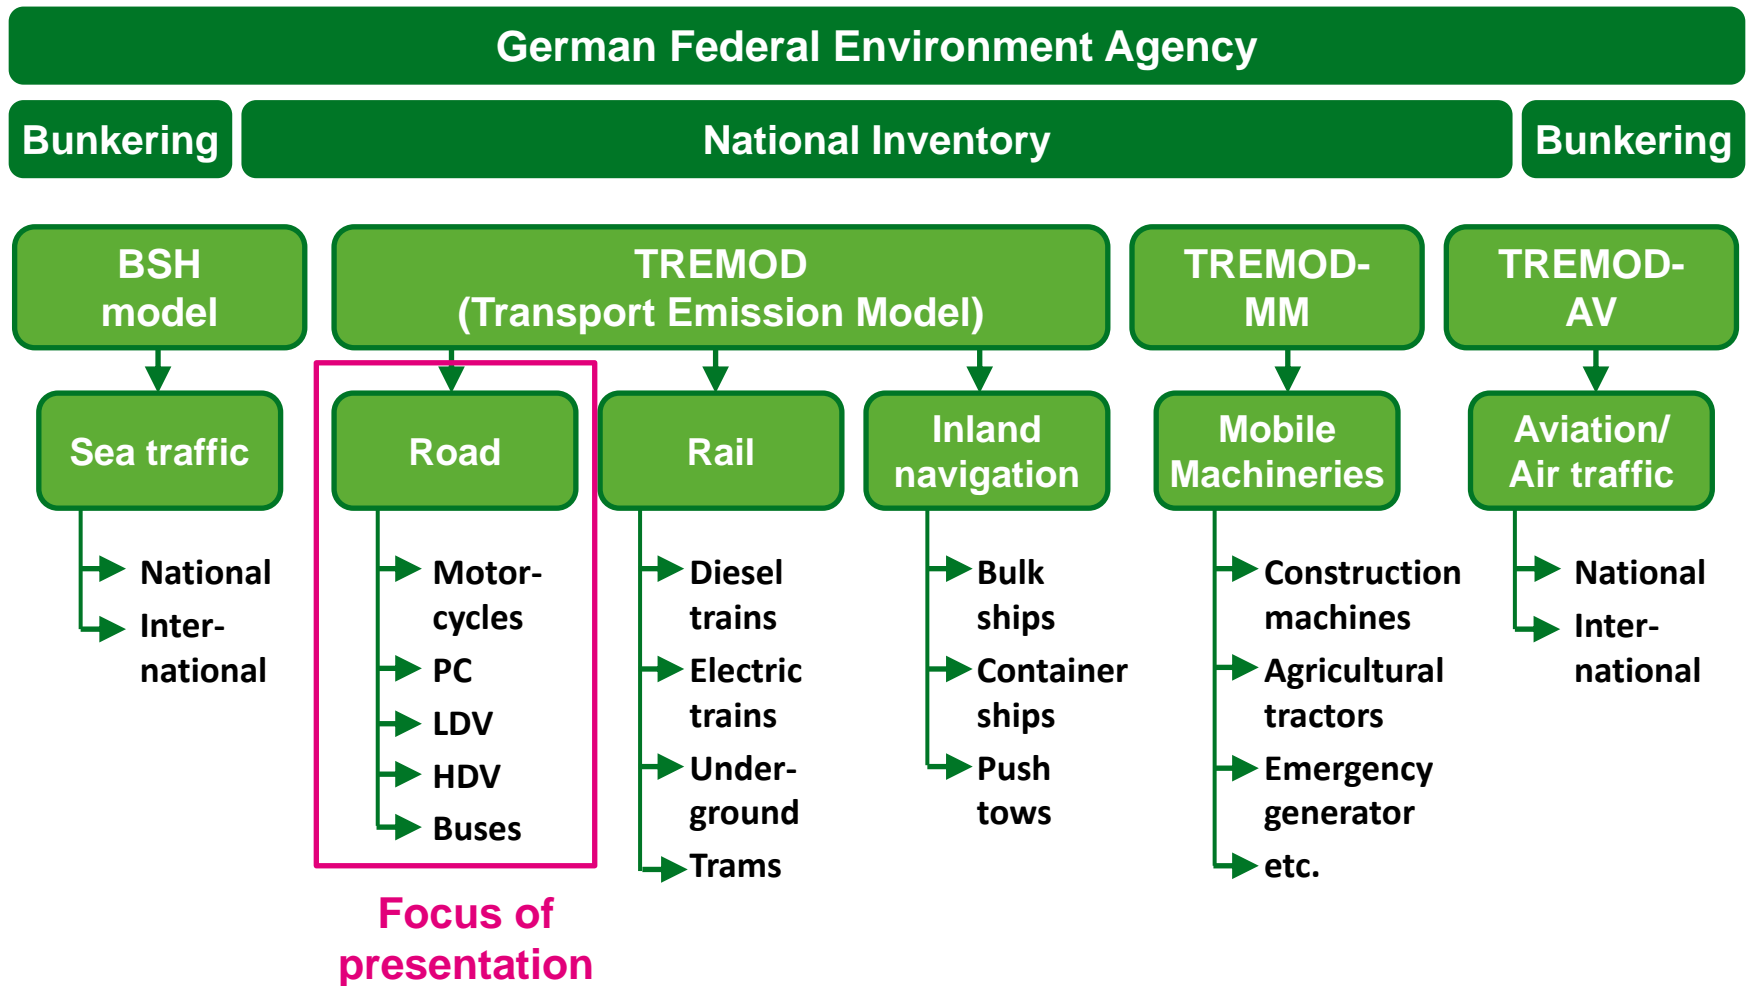 German Federal Environment Agency
Bunkering
National Inventory
Bunkering
BSH
model
TREMOD
(Transport Emission Model)
TREMOD-
MM
TREMOD-
AV
Sea traffic
Road
Rail
Inland
navigation
Mobile
Machineries
Aviation/
Air traffic
National
Inter-
national
Motor-
cycles
PC
LDV
HDV
Buses
Diesel
trains
Electric
trains
Under-
ground
Trams
Bulk
ships
Container
ships
Push
tows
Construction
machines
Agricultural
tractors
Emergency
generator
etc.
National
Inter-
national
Focus of
presentation